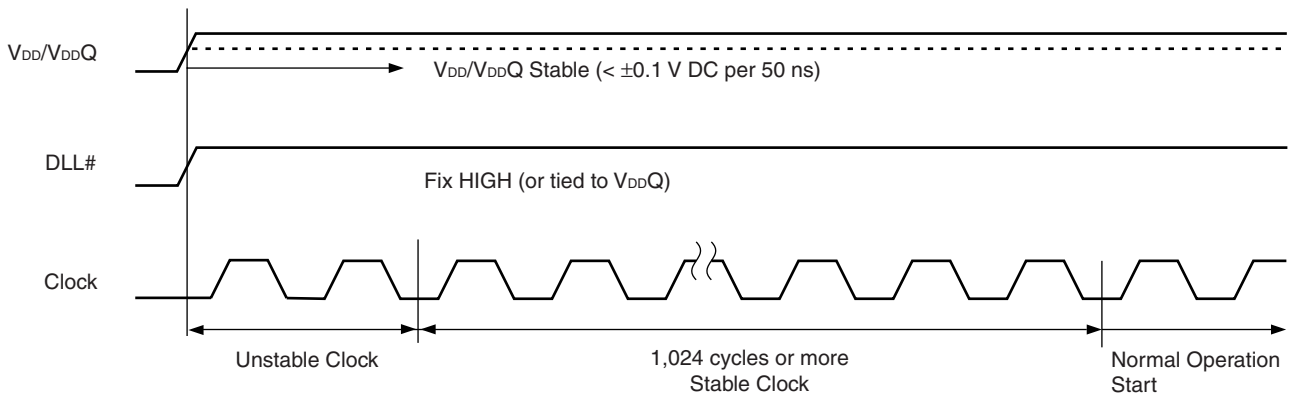 VDD/VDDQ
VDD/VDDQ Stable (< ±0.1 V DC per 50 ns)
DLL#
Fix HIGH (or tied to VDDQ)
Clock
Unstable Clock
1,024 cycles or more
Stable Clock
Normal Operation
Start